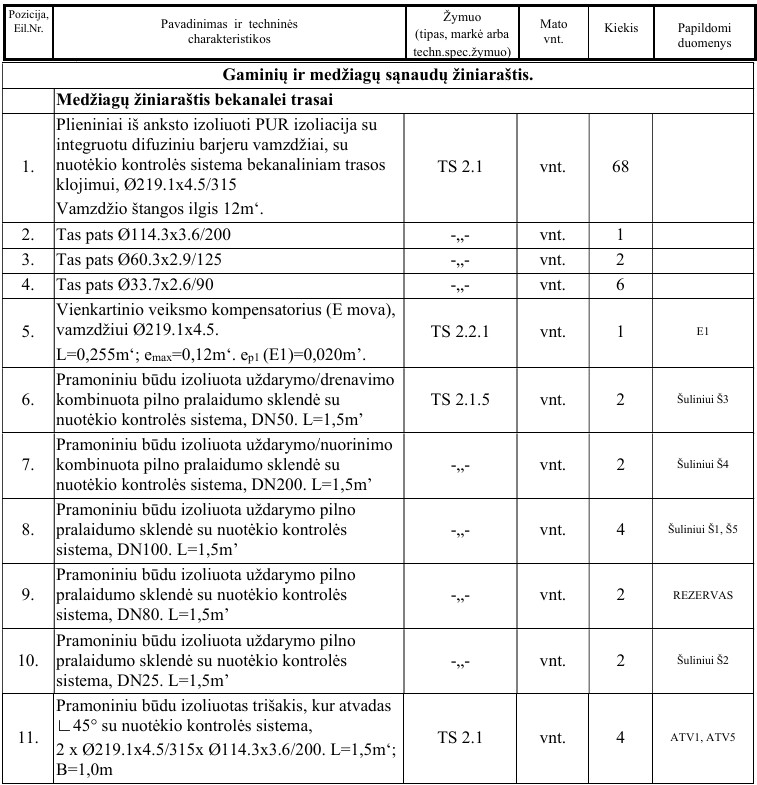 Pozicija, Eil.Nr. Pavadinimas ir techninės charakteristikos Žymuo (tipas, markė arba techn.spec.žymuo) Mato vnt. Kiekis Papildomi duomenys
Gaminių ir medžiagų sąnaudų žiniaraštis.
Medžiagų žiniaraštis bekanalei trasai
1. Plieniniai iš anksto izoliuoti PUR izoliacija su
integruotu difuziniu barjeru vamzdžiai, su
nuotėkio kontrolės sistema bekanaliniam trasos
klojimui, Ø219.1x4.5/315
Vamzdžio štangos ilgis 12m‘.
TS 2.1 vnt. 68
2. Tas pats Ø114.3x3.6/200 -„- vnt. 1
3. Tas pats Ø60.3x2.9/125 -„- vnt. 2
4. Tas pats Ø33.7x2.6/90 -„- vnt. 6
5. Vienkartinio veiksmo kompensatorius (E mova),
vamzdžiui Ø219.1x4.5.
L=0,255m‘; emax=0,12m‘. ep1 (E1)=0,020m’.
TS 2.2.1 vnt. 1 E1
6. Pramoniniu būdu izoliuota uždarymo/drenavimo
kombinuota pilno pralaidumo sklendė su
nuotėkio kontrolės sistema, DN50. L=1,5m’
TS 2.1.5 vnt. 2 Šuliniui Š3
7. Pramoniniu būdu izoliuota uždarymo/nuorinimo
kombinuota pilno pralaidumo sklendė su
nuotėkio kontrolės sistema, DN200. L=1,5m’
-„- vnt. 2 Šuliniui Š4
8. Pramoniniu būdu izoliuota uždarymo pilno
pralaidumo sklendė su nuotėkio kontrolės
sistema, DN100. L=1,5m’
-„- vnt. 4 Šuliniui Š1, Š5
9. Pramoniniu būdu izoliuota uždarymo pilno
pralaidumo sklendė su nuotėkio kontrolės
sistema, DN80. L=1,5m’
-„- vnt. 2 REZERVAS
10. Pramoniniu būdu izoliuota uždarymo pilno
pralaidumo sklendė su nuotėkio kontrolės
sistema, DN25. L=1,5m’
-„- vnt. 2 Šuliniui Š2
11. Pramoniniu būdu izoliuotas trišakis, kur atvadas
∟45° su nuotėkio kontrolės sistema,
2 x Ø219.1x4.5/315x Ø114.3x3.6/200. L=1,5m‘;
B=1,0m
TS 2.1 vnt. 4 ATV1, ATV5